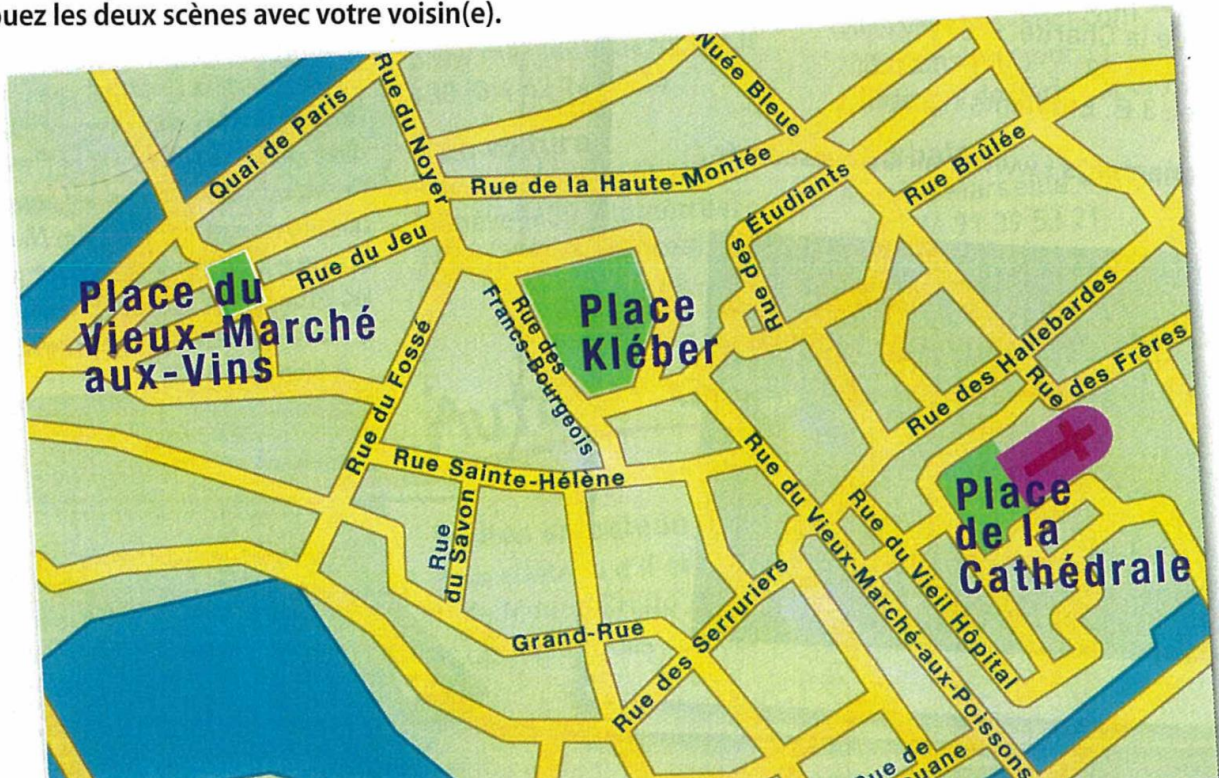 ouez les deux scènes avec votre voisin(e).
Nuée Bleue
Rue du Noyer
Quai de Paris
Rue Brûlée
Rue de la Haute-Montée
Rue des Étudiants
Rue du Jeu
Place du
Vieux-Marché
aux-Vins
Place
Kléber
Rue des
Francs-Bourgeois
Rue du Fossé
Rue des Hallebardes
Rue des Frères
Rue Sainte-Hélène
Rue
du Savon
Rue du Vieux-Marché-aux-Poissons
Rue du Vieil Hôpital
Place
de la
Cathédrale
Grand-Rue
Rue des Serruriers
ue de
ouane